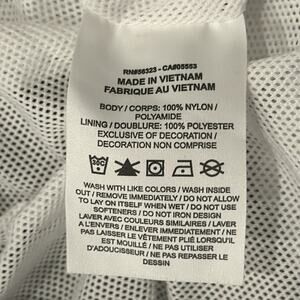 RN#56323 - CA#05553
MADE IN VIETNAM
FABRIQUE AU VIETNAM
BODY / CORPS: 100% NYLON /
POLYAMIDE
LINING / DOUBLURE: 100% POLYESTER
EXCLUSIVE OF DECORATION /
DECORATION NON COMPRISE
WASH WITH LIKE COLORS / WASH INSIDE
OUT / REMOVE IMMEDIATELY / DO NOT ALLOW
TO LAY ON ITSELF WHEN WET / DO NOT USE
SOFTENERS / DO NOT IRON DESIGN
LAVER AVEC COULEURS SIMILAIRES / LAVER
A L'ENVERS / ENLEVER IMMEDIATEMENT / NE
PAS LAISSER LE VÊTEMENT PLIÉ LORSQU'IL
EST MOUILLÉ / NE PAS UTILISER
D'ADOUCISSEUR / NE PAS REPASSER LE
DESSIN